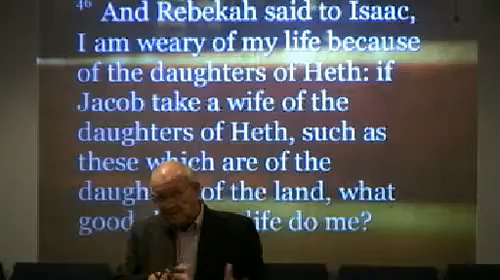 46 And Rebekah said to Isaac,
I am weary of my life because
of the daughters of Heth: if
Jacob take a wife of the
daughters of Heth, such as
these which are of the
daugh of the land, what
good life do me?